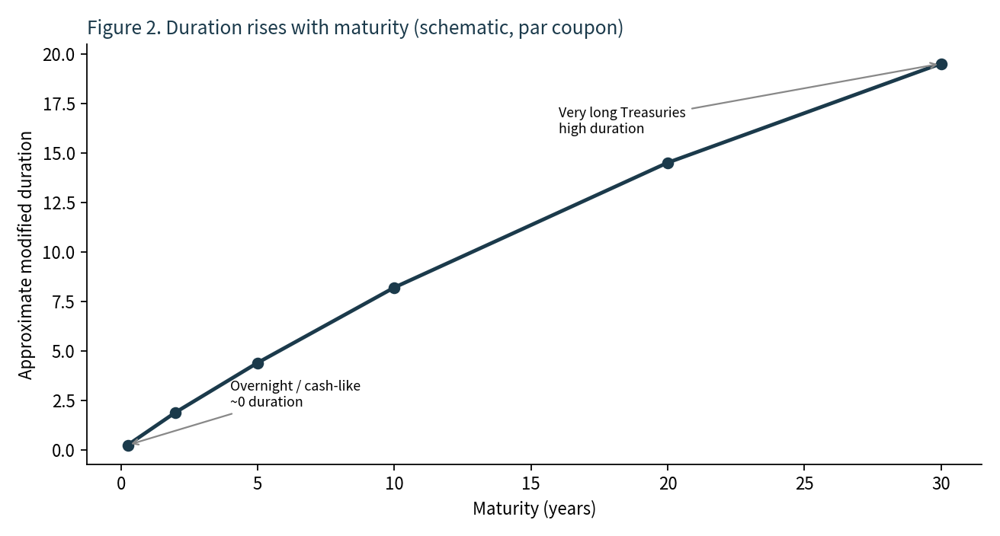 Figure 2. Duration rises with maturity (schematic, par coupon)
Approximate modified duration
20.0
17.5
15.0
12.5
10.0
7.5
5.0
2.5
0.0
Very long Treasuries
high duration
Overnight / cash-like
~0 duration
0 5 10 15 20 25 30
Maturity (years)